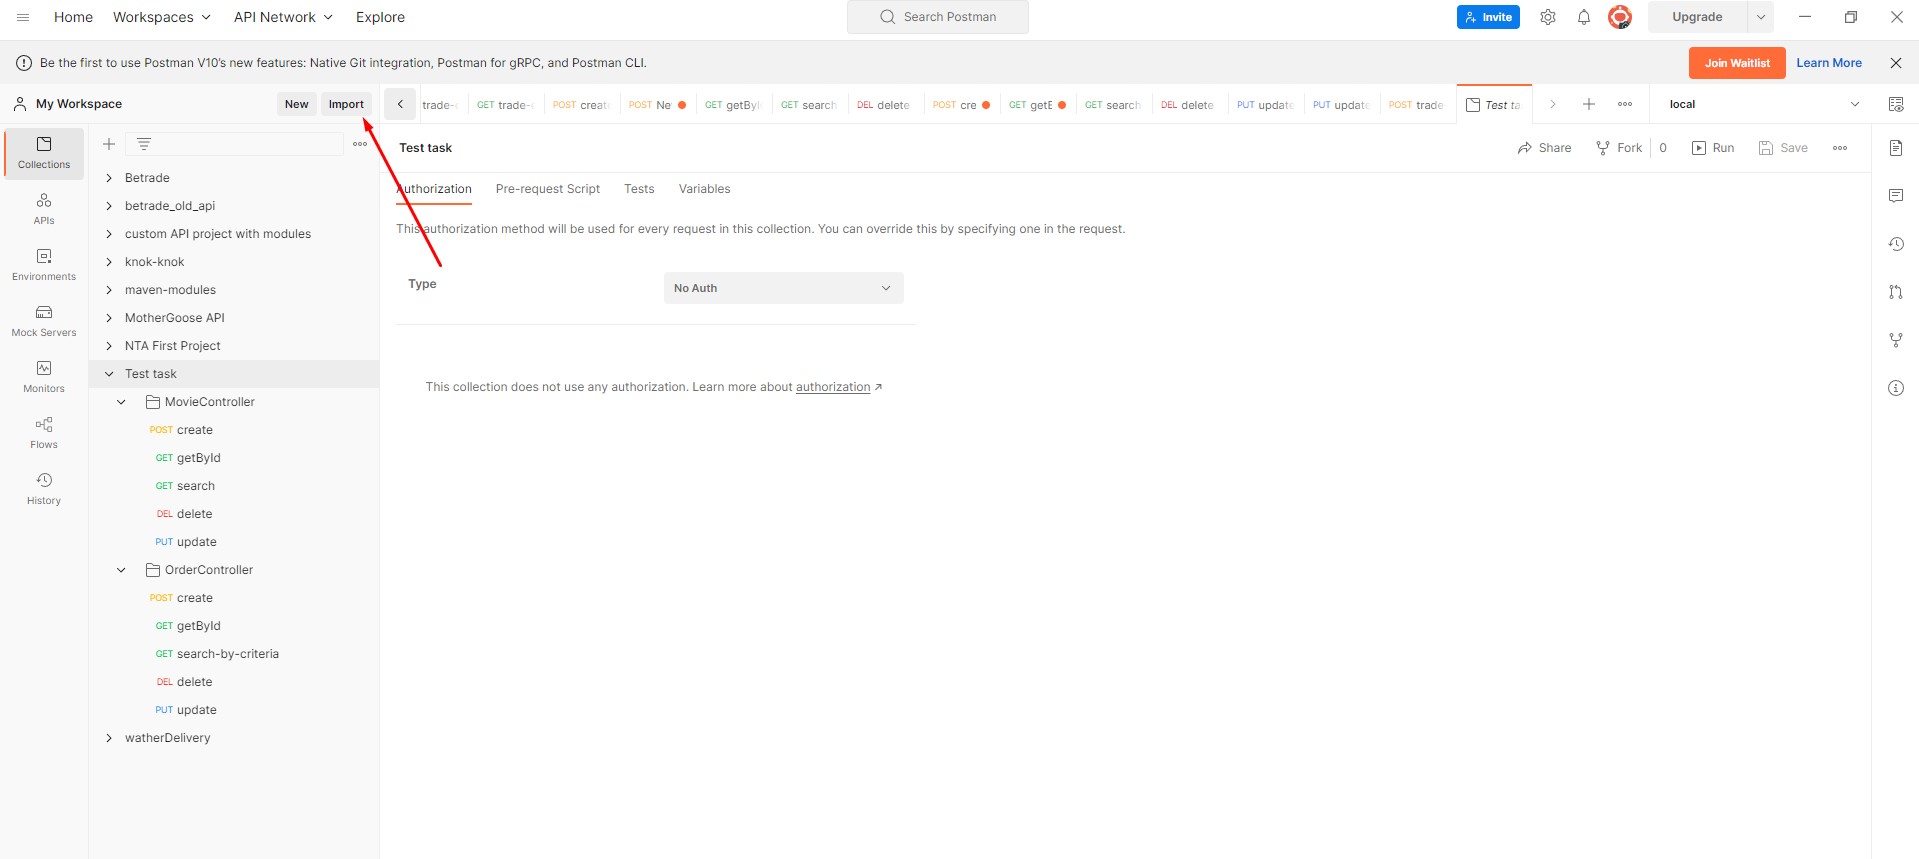 Home Workspaces API Network Explore Search Postman Invite Upgrade
Be the first to use Postman V10's new features: Native Git integration, Postman for gRPC, and Postman CLI. Join Waitlist Learn More
My Workspace New Import trade- GET trade- POST create POST Ne GET getByI GET search DEL delete POST cre GET getE GET search DEL delete PUT update PUT update POST trade Test ta local
Collections
APIs
Environments
Mock Servers
Monitors
Flows
History
Betrade
betrade_old_api
custom API project with modules
knok-knok
maven-modules
MotherGoose API
NTA First Project
Test task
MovieController
POST create
GET getById
GET search
DEL delete
PUT update
OrderController
POST create
GET getById
GET search-by-criteria
DEL delete
PUT update
watherDelivery
Test task Share Fork 0 Run Save
Authorization Pre-request Script Tests Variables
This authorization method will be used for every request in this collection. You can override this by specifying one in the request.
Type No Auth
This collection does not use any authorization. Learn more about authorization ↗